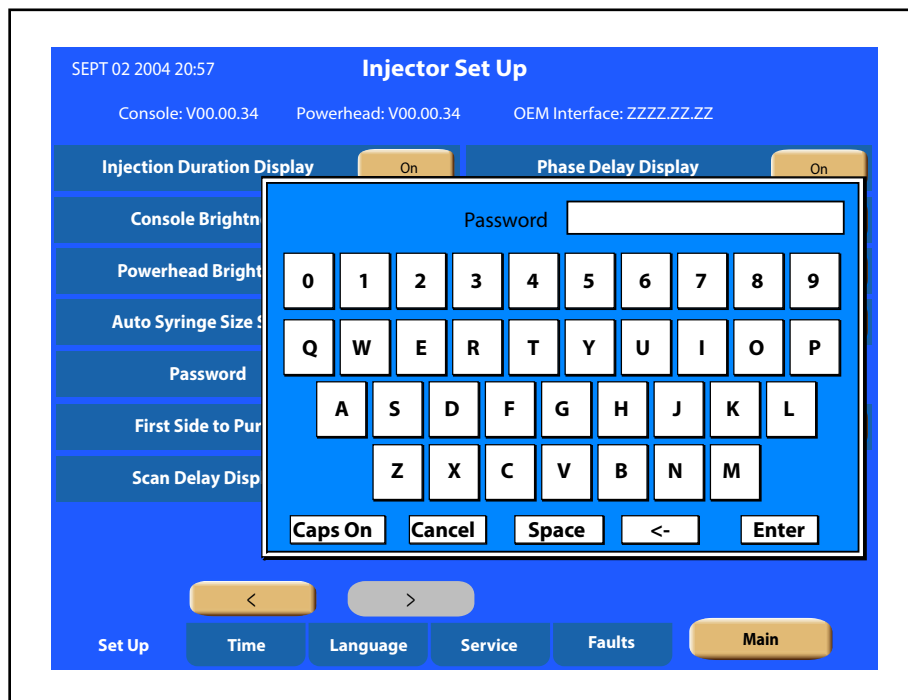 SEPT 02 2004 20:57 Injector Set Up
Console: V00.00.34 Powerhead: V00.00.34 OEM Interface: ZZZZ.ZZ.ZZ
Injection Duration Display On Phase Delay Display On
Console Brightn
Powerhead Bright
Auto Syringe Size S
Password
First Side to Pur
Scan Delay Disp
Password
0 1 2 3 4 5 6 7 8 9
Q W E R T Y U I O P
A S D F G H J K L
Z X C V B N M
Caps On Cancel Space <- Enter
< >
Set Up Time Language Service Faults Main